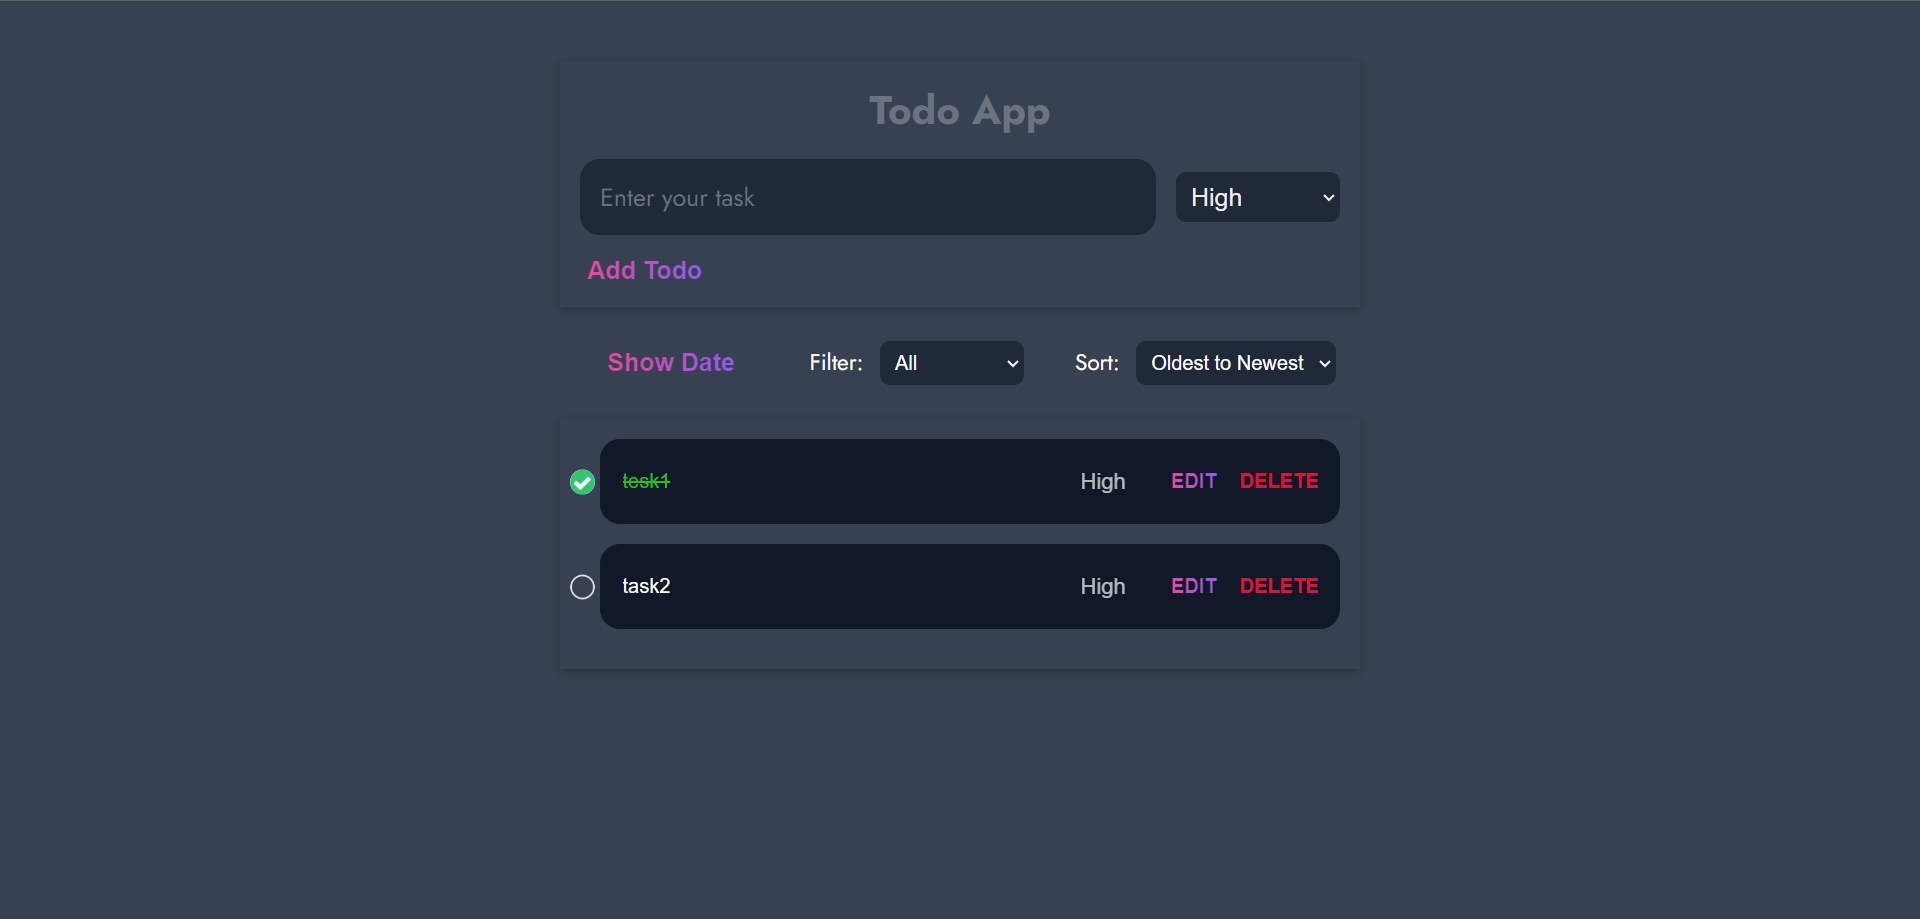 Todo App
Enter your task High
Add Todo
Show Date Filter: All Sort: Oldest to Newest
tesk1 High EDIT DELETE
task2 High EDIT DELETE